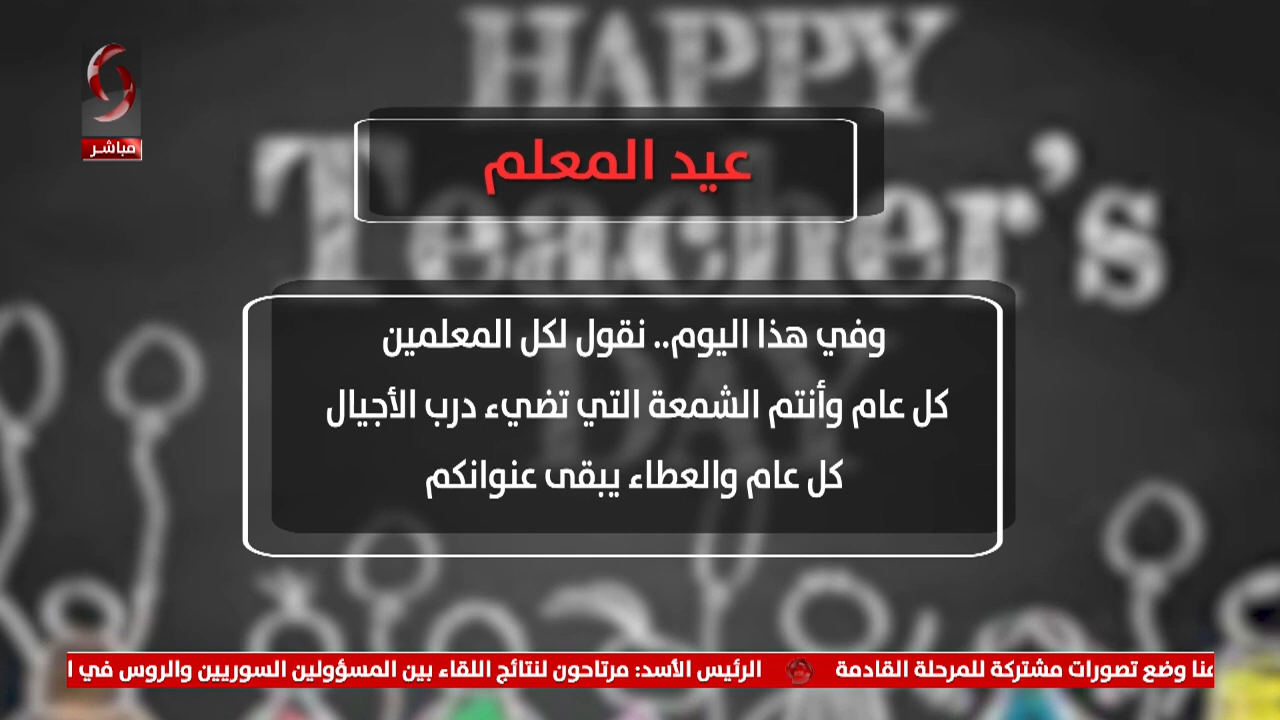 HAPPY
مباشر
عيد المعلم
Teacher's
وفي هذا اليوم.. نقول لكل المعلمين
كل عام وأنتم الشمعة التي تضيء درب الأجيال
كل عام والعطاء يبقى عنوانكم
DAY
وضع تصورات مشتركة للمرحلة القادمة
الرئيس الأسد: مرتاحون لنتائج اللقاء بين المسؤولين السوريين والروس في